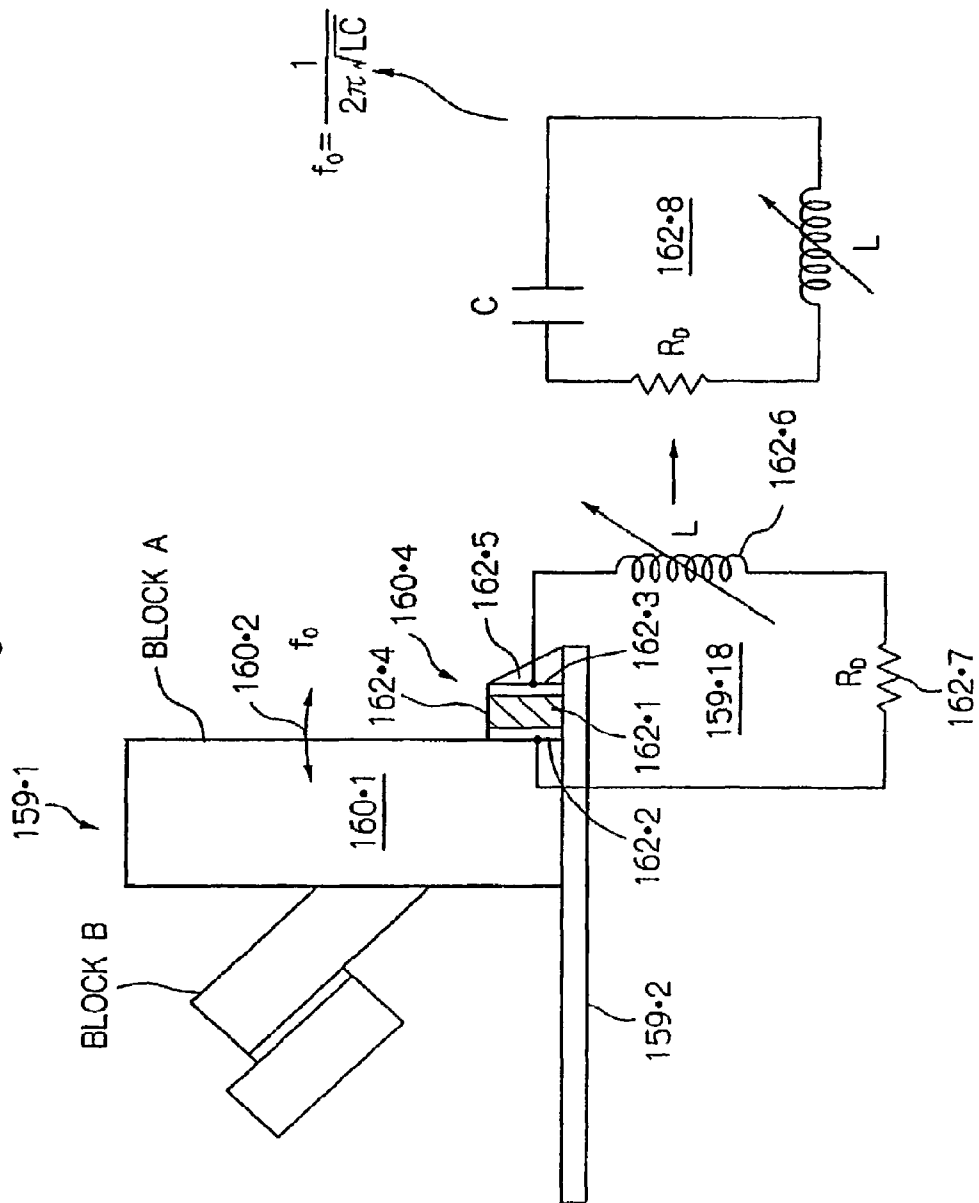 f₀=1/2π√LC
BLOCK A
159•1
160•2
f₀
BLOCK B
160•1
160•4
162•5
162•4
162•3
162•1
162•2
159•2
159•18
L
162•6
R_D
162•7
C
162•8
R_D
L